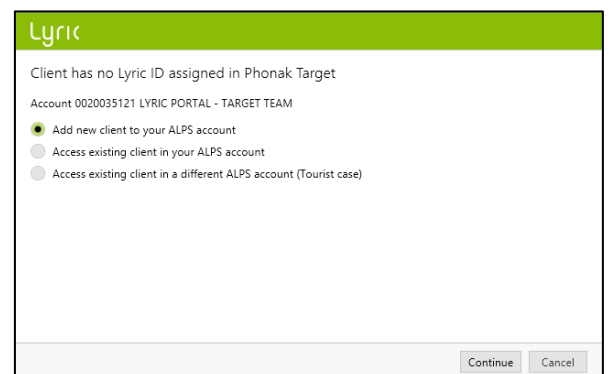 Lyric
Client has no Lyric ID assigned in Phonak Target
Account 0020035121 LYRIC PORTAL - TARGET TEAM
Add new client to your ALPS account
Access existing client in your ALPS account
Access existing client in a different ALPS account (Tourist case)
Continue Cancel